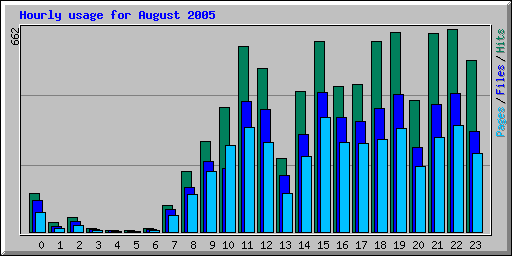 Hourly usage for August 2005
662
Pages / Files / Hits
0 1 2 3 4 5 6 7 8 9 10 11 12 13 14 15 16 17 18 19 20 21 22 23